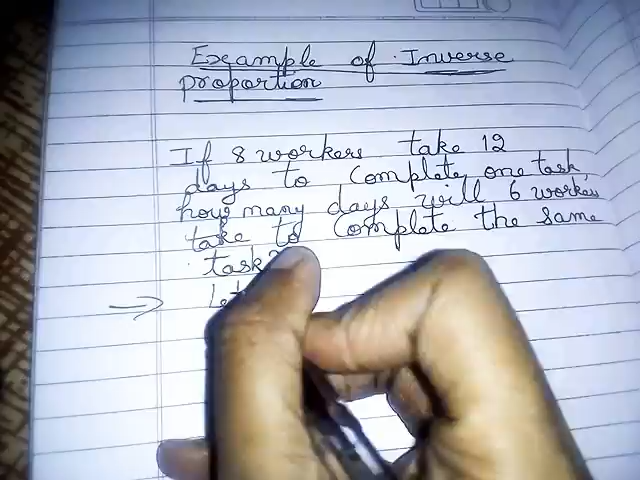 Example of Inverse
proportion
If 8 workers take 12
days to complete one task,
how many days will 6 workers
take to complete the same
task?
→ Let